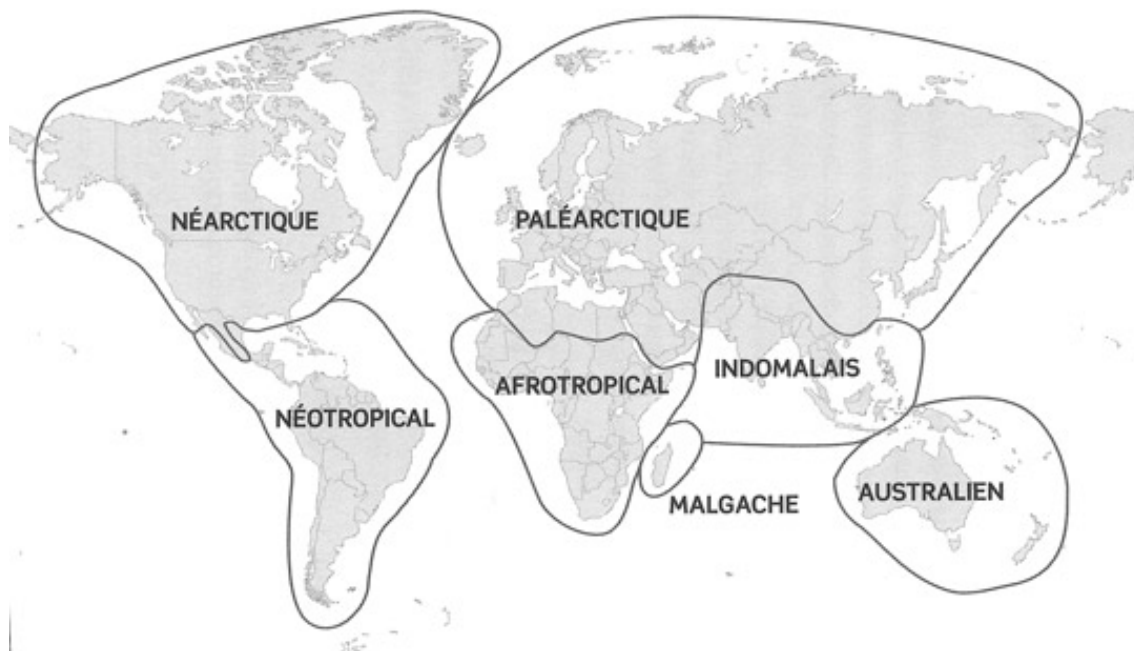 NÉARCTIQUE
PALÉARCTIQUE
INDOMALAIS
AFROTROPICAL
NÉOTROPICAL
AUSTRALIEN
MALGACHE